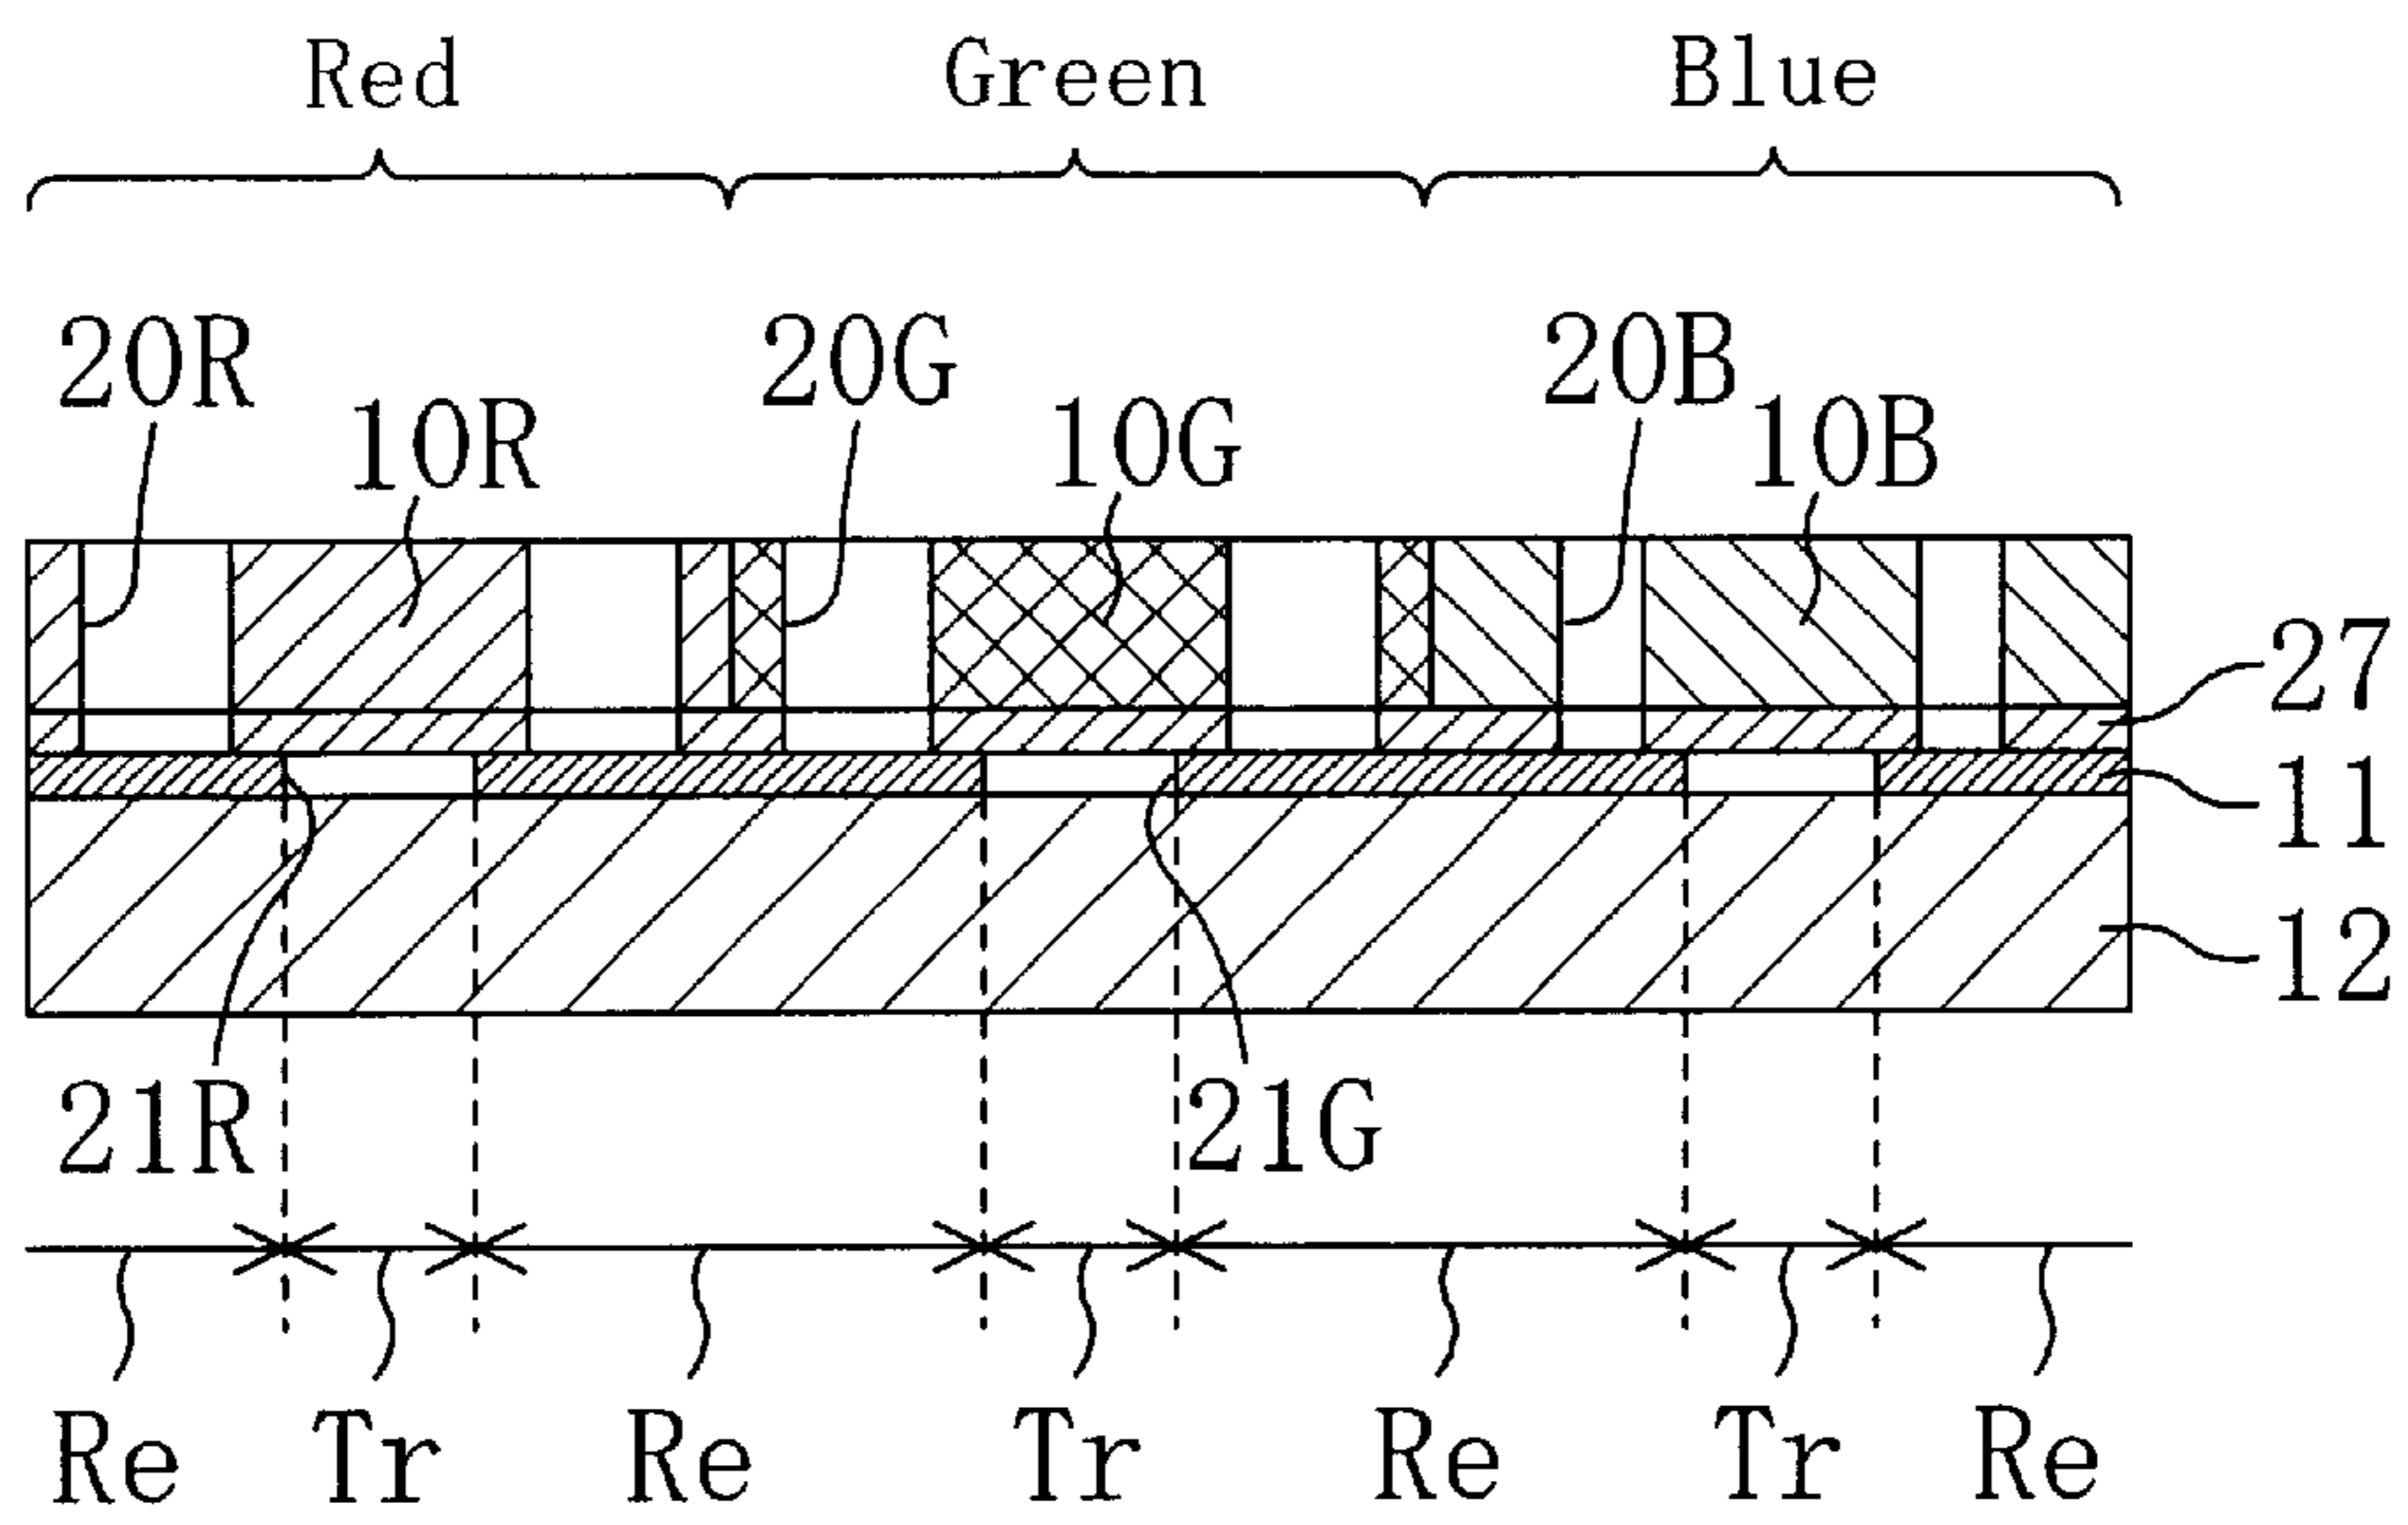 Red Green Blue
20R 20G 20B
10R 10G 10B
27
11
12
21R 21G
Re Tr Re Tr Re Tr Re